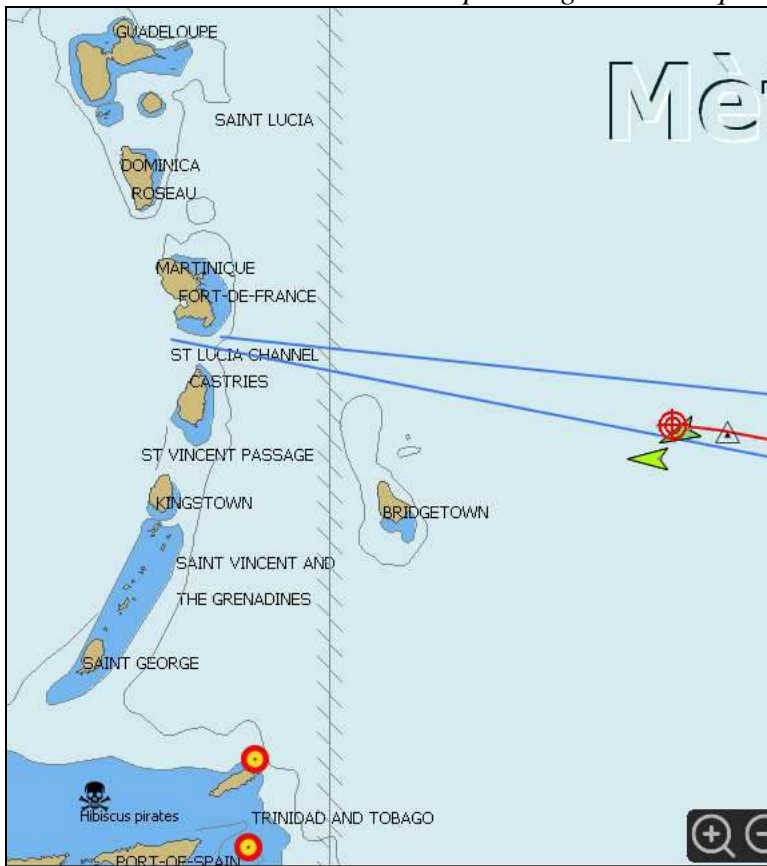 GUADELOUPE
Mè
SAINT LUCIA
DOMINICA
ROSEAU
MARTINIQUE
FORT-DE-FRANCE
ST LUCIA CHANNEL
CASTRIES
ST VINCENT PASSAGE
KINGSTOWN
BRIDGETOWN
SAINT VINCENT AND
THE GRENADINES
SAINT GEORGE
Hibiscus pirates
TRINIDAD AND TOBAGO
PORT-OF-SPAIN